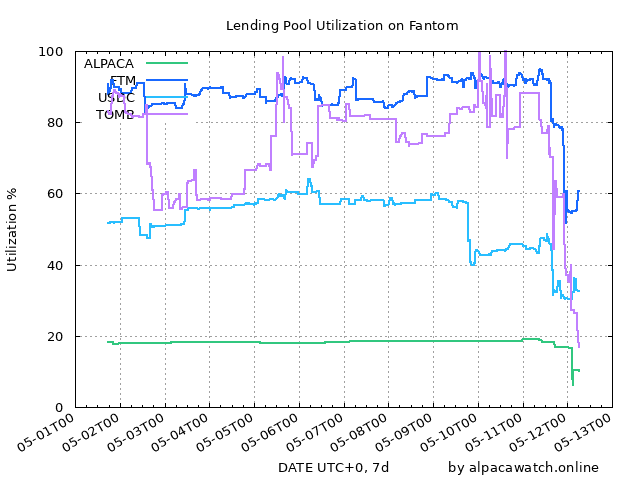 Lending Pool Utilization on Fantom
100
80
60
40
20
0
Utilization %
ALPACA
FTM
USDC
TOMB
05-01T00
05-02T00
05-03T00
05-04T00
05-05T00
05-06T00
05-07T00
05-08T00
05-09T00
05-10T00
05-11T00
05-12T00
05-13T00
DATE UTC+0, 7d by alpacawatch.online